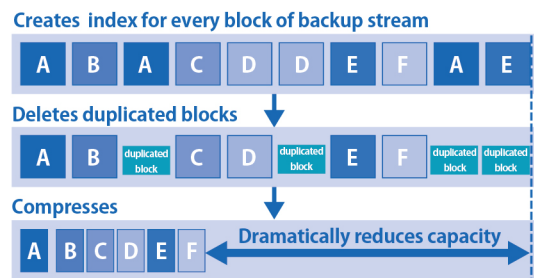 Creates index for every block of backup stream
A B A C D D E F A E
Deletes duplicated blocks
A B duplicated block C D duplicated block E F duplicated block duplicated block
Compresses
A B C D E F Dramatically reduces capacity